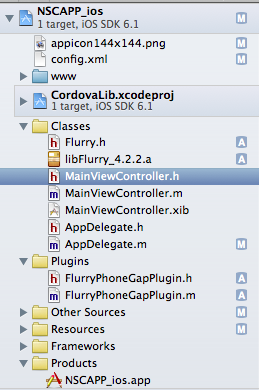 NSCAPP_ios
1 target, iOS SDK 6.1 M
appicon144x144.png M
config.xml M
www
CordovaLib.xcodeproj
1 target, iOS SDK 6.1
Classes
Flurry.h A
libFlurry_4.2.2.a A
MainViewController.h
MainViewController.m
MainViewController.xib
AppDelegate.h
AppDelegate.m M
Plugins
FlurryPhoneGapPlugin.h A
FlurryPhoneGapPlugin.m A
Other Sources M
Resources M
Frameworks
Products
NSCAPP_ios.app